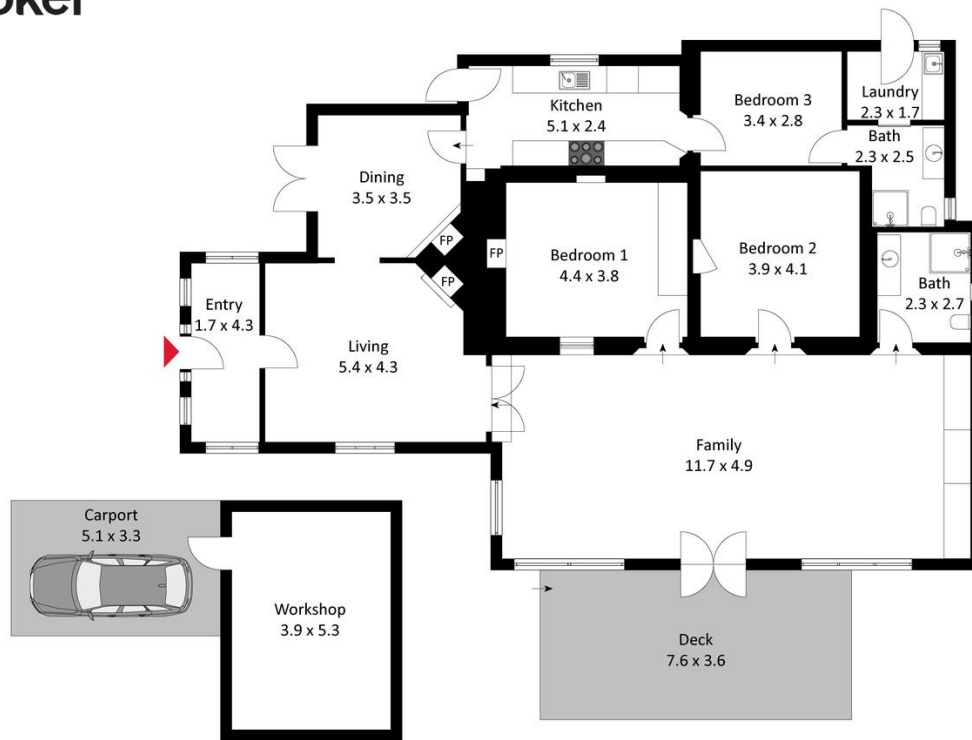 Kitchen
5.1 x 2.4
Bedroom 3
3.4 x 2.8
Laundry
2.3 x 1.7
Bath
2.3 x 2.5
Dining
3.5 x 3.5
FP
FP
FP
Bedroom 1
4.4 x 3.8
Bedroom 2
3.9 x 4.1
Bath
2.3 x 2.7
Entry
1.7 x 4.3
Living
5.4 x 4.3
Family
11.7 x 4.9
Carport
5.1 x 3.3
Workshop
3.9 x 5.3
Deck
7.6 x 3.6